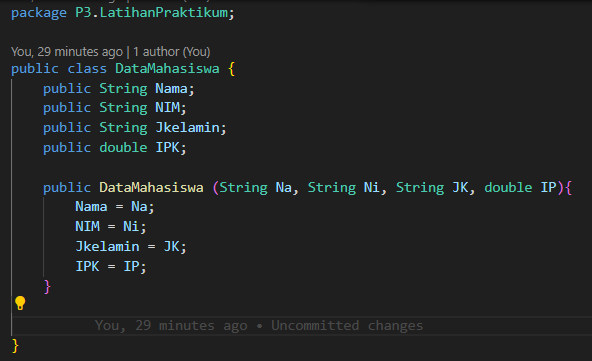 package P3.LatihanPraktikum;
You, 29 minutes ago | 1 author (You)
public class DataMahasiswa {
public String Nama;
public String NIM;
public String Jkelamin;
public double IPK;
public DataMahasiswa (String Na, String Ni, String JK, double IP){
Nama = Na;
NIM = Ni;
Jkelamin = JK;
IPK = IP;
}
You, 29 minutes ago • Uncommitted changes
}